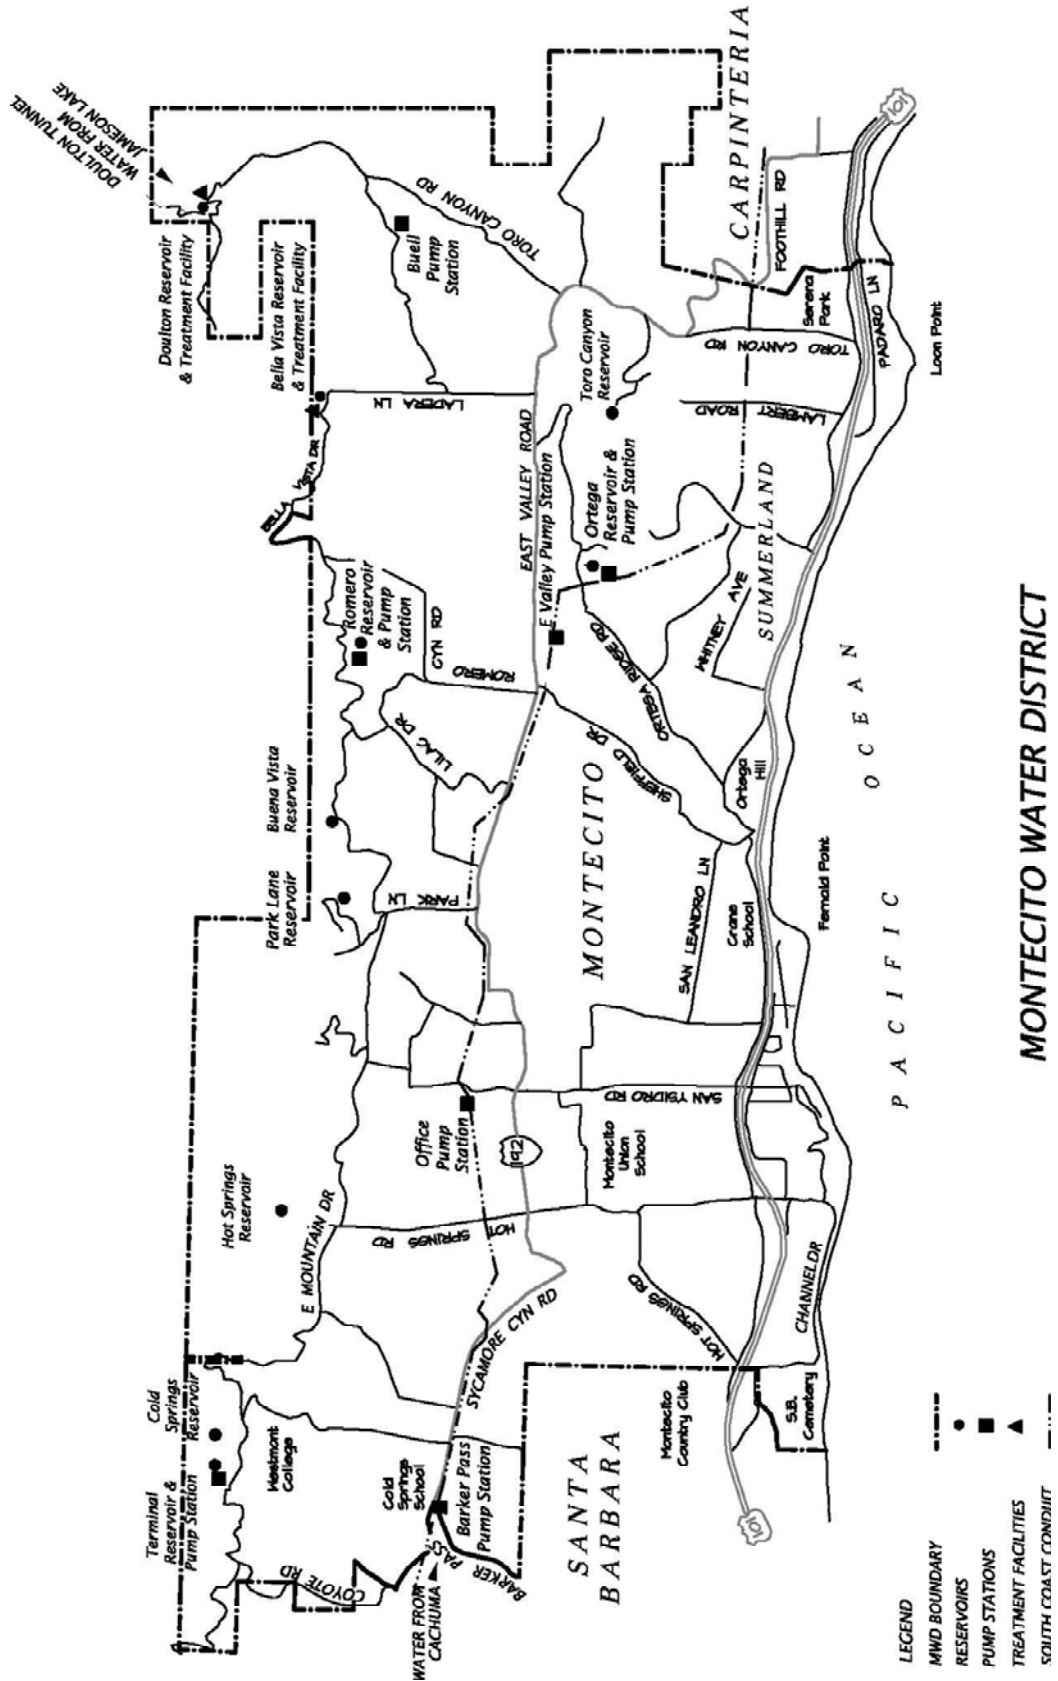 DOULTON TUNNEL
WATER FROM
JAMESON LAKE
Terminal
Reservoir &
Pump Station
Cold
Springs
Reservoir
Hot Springs
Reservoir
Park Lane
Reservoir
Buena Vista
Reservoir
Romero
Reservoir
& Pump
Station
Bella Vista Reservoir
& Treatment Facility
Doulton Reservoir
& Treatment Facility
BELLA VISTA DR
Westmont
College
E MOUNTAIN DR
COYOTE RD
Cold
Springs
School
Barker Pass
Pump Station
BARKER PASS
WATER FROM
CACHUMA
SYCAMORE CYN RD
HOT SPRINGS
RD
Office
Pump
Station
192
PARK LN
LILAC DR
ROMERO
CYN RD
LADERA LN
Buell
Pump
Station
TORO CANYON RD
EAST VALLEY ROAD
E Valley Pump Station
Ortega
Reservoir &
Pump Station
Toro Canyon
Reservoir
SANTA
BARBARA
MONTECITO
CARPINTERIA
SUMMERLAND
Montecito
Country Club
HOT SPRINGS RD
Montecito
Union
School
SAN YSIDRO RD
SAN LEANDRO LN
Crane
School
SHEFFIELD DR
ORTEGA RIDGE RD
Ortega
Hill
WHITNEY AVE
LAMBERT
ROAD
TORO CANYON RD
Serena
Park
FOOTHILL RD
PADARO LN
S.B.
Cemetery
CHANNEL DR
101
101
Fernald Point
Loon Point
PACIFIC OCEAN
LEGEND
MWD BOUNDARY
RESERVOIRS
PUMP STATIONS
TREATMENT FACILITIES
SOUTH COAST CONDUIT
MONTECITO WATER DISTRICT